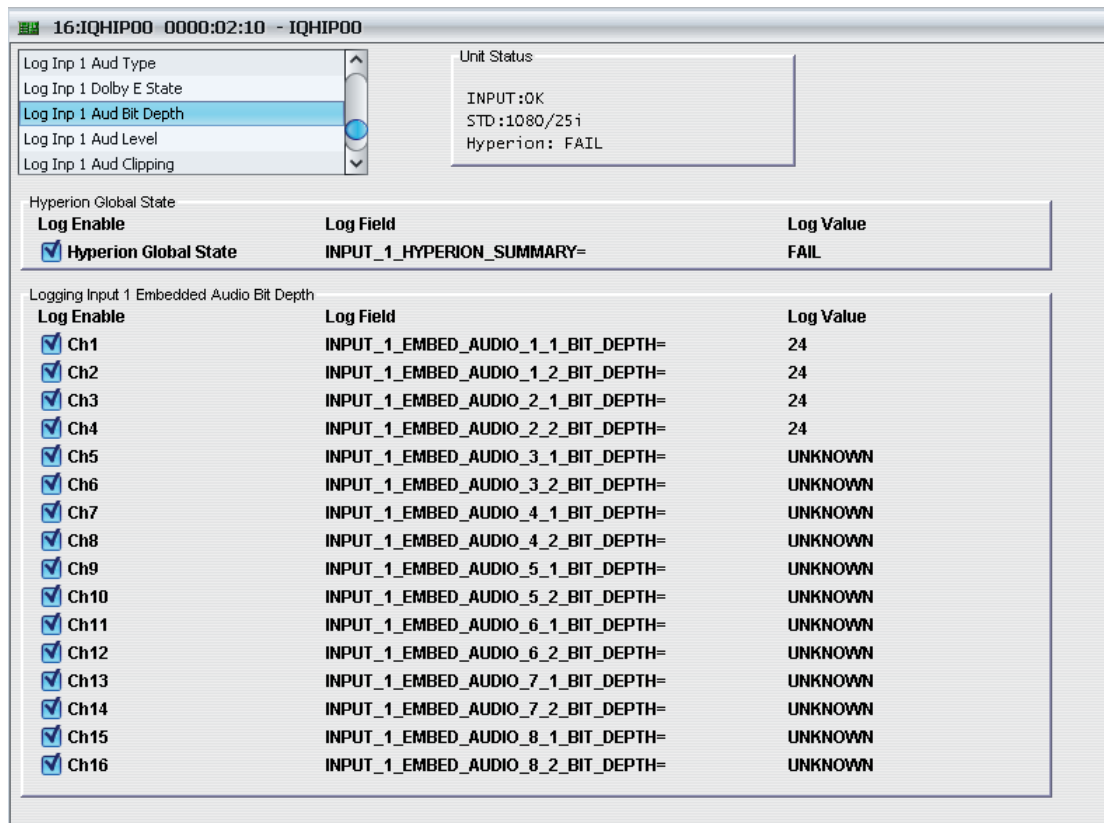 16:IQHIP00 0000:02:10 - IQHIP00
Log Inp 1 Aud Type
Log Inp 1 Dolby E State
Log Inp 1 Aud Bit Depth
Log Inp 1 Aud Level
Log Inp 1 Aud Clipping
Unit Status
INPUT:OK
STD:1080/25i
Hyperion: FAIL
Hyperion Global State
Log Enable Log Field Log Value
Hyperion Global State INPUT_1_HYPERION_SUMMARY= FAIL
Logging Input 1 Embedded Audio Bit Depth
Log Enable Log Field Log Value
Ch1 INPUT_1_EMBED_AUDIO_1_1_BIT_DEPTH= 24
Ch2 INPUT_1_EMBED_AUDIO_1_2_BIT_DEPTH= 24
Ch3 INPUT_1_EMBED_AUDIO_2_1_BIT_DEPTH= 24
Ch4 INPUT_1_EMBED_AUDIO_2_2_BIT_DEPTH= 24
Ch5 INPUT_1_EMBED_AUDIO_3_1_BIT_DEPTH= UNKNOWN
Ch6 INPUT_1_EMBED_AUDIO_3_2_BIT_DEPTH= UNKNOWN
Ch7 INPUT_1_EMBED_AUDIO_4_1_BIT_DEPTH= UNKNOWN
Ch8 INPUT_1_EMBED_AUDIO_4_2_BIT_DEPTH= UNKNOWN
Ch9 INPUT_1_EMBED_AUDIO_5_1_BIT_DEPTH= UNKNOWN
Ch10 INPUT_1_EMBED_AUDIO_5_2_BIT_DEPTH= UNKNOWN
Ch11 INPUT_1_EMBED_AUDIO_6_1_BIT_DEPTH= UNKNOWN
Ch12 INPUT_1_EMBED_AUDIO_6_2_BIT_DEPTH= UNKNOWN
Ch13 INPUT_1_EMBED_AUDIO_7_1_BIT_DEPTH= UNKNOWN
Ch14 INPUT_1_EMBED_AUDIO_7_2_BIT_DEPTH= UNKNOWN
Ch15 INPUT_1_EMBED_AUDIO_8_1_BIT_DEPTH= UNKNOWN
Ch16 INPUT_1_EMBED_AUDIO_8_2_BIT_DEPTH= UNKNOWN